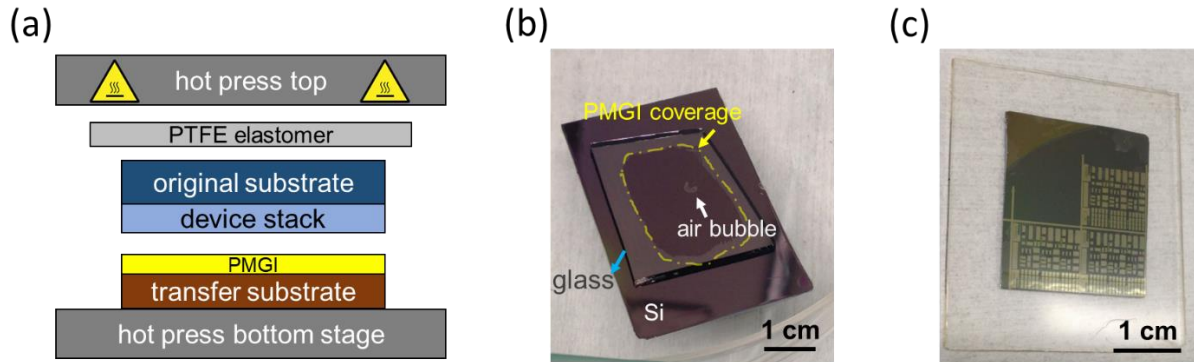 (a)
hot press top
PTFE elastomer
original substrate
device stack
PMGI
transfer substrate
hot press bottom stage
(b)
PMGI coverage
air bubble
glass
Si
1 cm
(c)
1 cm